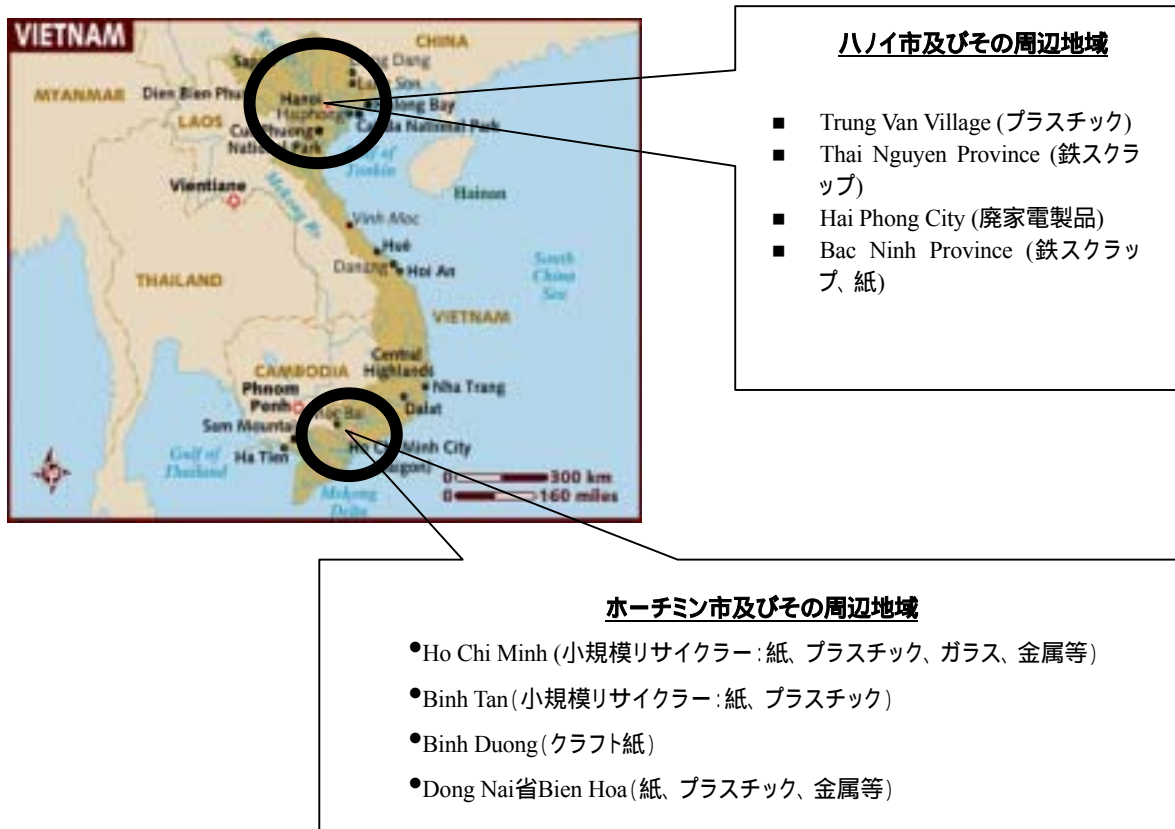 VIETNAM
CHINA
MYANMAR
Dien Bien Phu
Hanoi
Haiphong
LAOS
National Park
Vientiane
Mekong
Hainan
Vinh Moc
Hué
Danang
Hoi An
South
China
Sea
THAILAND
VIETNAM
Central
Highlands
CAMBODIA
Phnom
Penh
Nha Trang
Dalat
Gulf of
Thailand
Ha Tien
Minh City
Mekong
Delta
0 300 km
0 160 miles
ハノイ市及びその周辺地域
■ Trung Van Village (プラスチック)
■ Thai Nguyen Province (鉄スクラ
ップ)
■ Hai Phong City (廃家電製品)
■ Bac Ninh Province (鉄スクラッ
プ、紙)
ホーチミン市及びその周辺地域
●Ho Chi Minh (小規模リサイクラー:紙、プラスチック、ガラス、金属等)
●Binh Tan(小規模リサイクラー:紙、プラスチック)
●Binh Duong(クラフト紙)
●Dong Nai省Bien Hoa(紙、プラスチック、金属等)